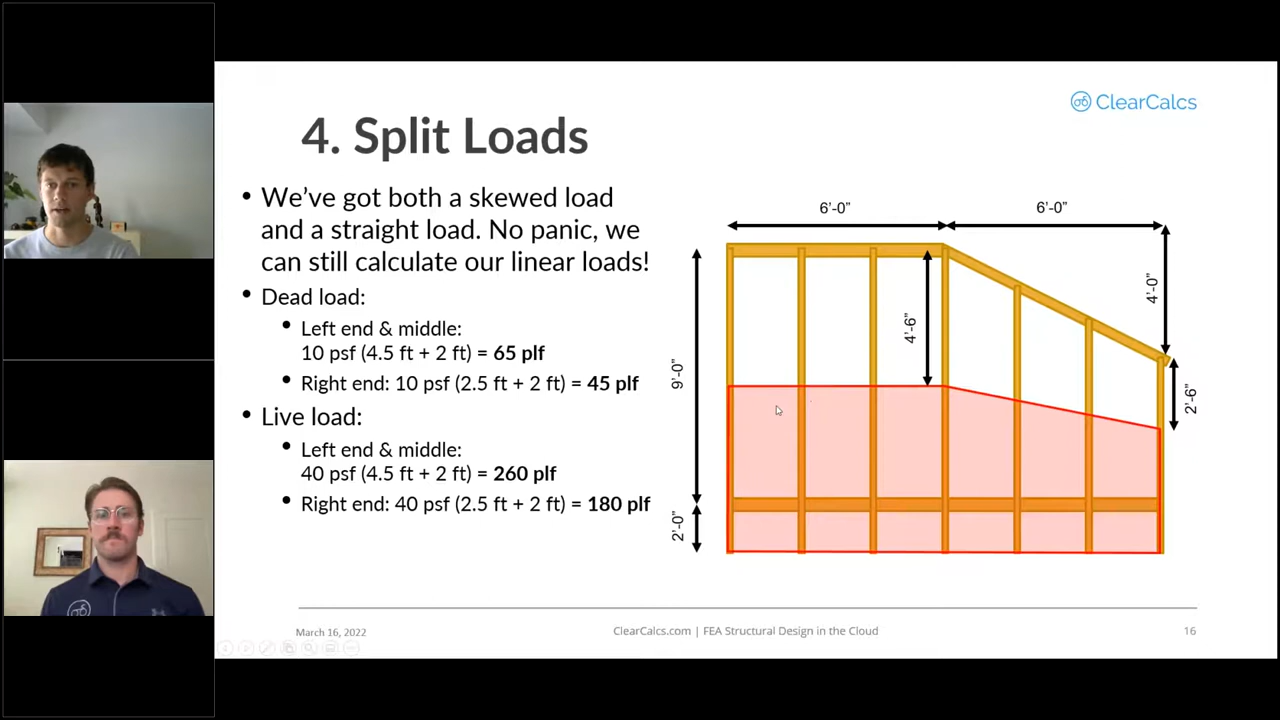 ClearCalcs
4. Split Loads
• We’ve got both a skewed load
and a straight load. No panic, we
can still calculate our linear loads!
• Dead load:
• Left end & middle:
10 psf (4.5 ft + 2 ft) = 65 plf
• Right end: 10 psf (2.5 ft + 2 ft) = 45 plf
• Live load:
• Left end & middle:
40 psf (4.5 ft + 2 ft) = 260 plf
• Right end: 40 psf (2.5 ft + 2 ft) = 180 plf
6’-0”
6’-0”
4’-0”
4’-6”
9’-0”
2’-6”
2’-0”
March 16, 2022
ClearCalcs.com | FEA Structural Design in the Cloud
16